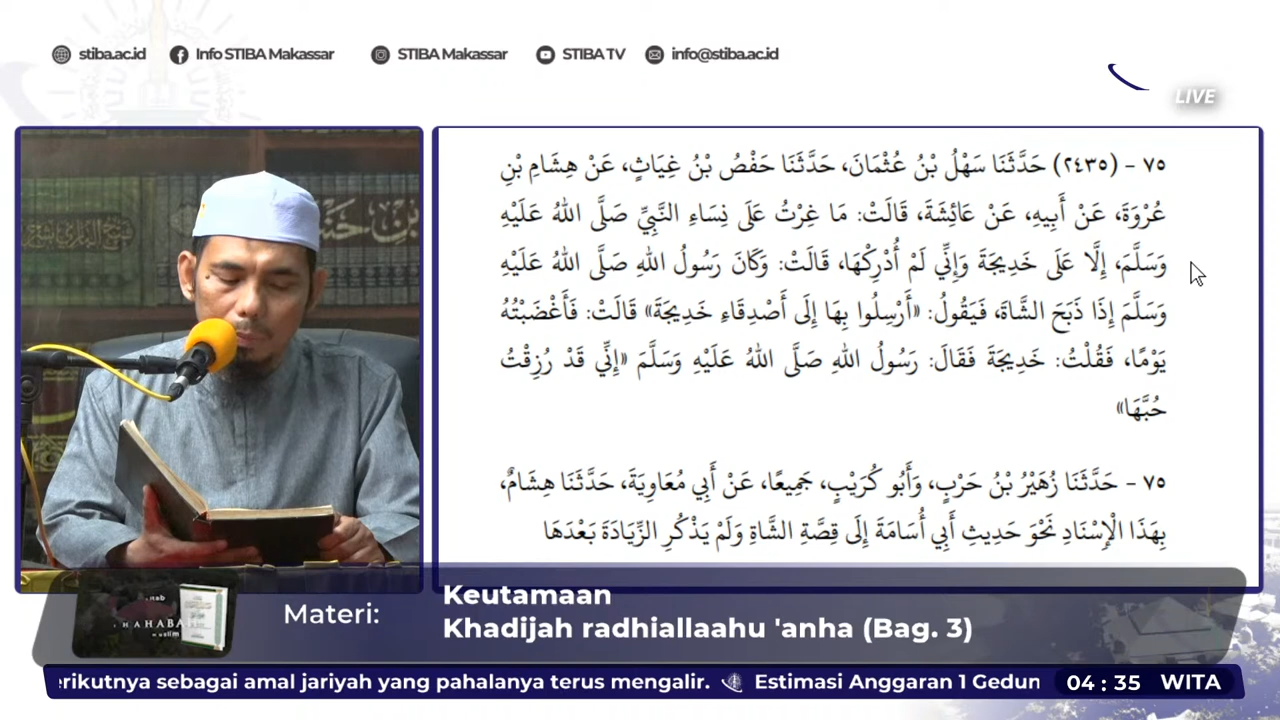 stiba.ac.id Info STIBA Makassar STIBA Makassar STIBA TV info@stiba.ac.id
LIVE
٧٥ - (٢٤٣٥) حَدَّثَنَا سَهْلُ بْنُ عُثْمَانَ، حَدَّثَنَا حَفْصُ بْنُ غِيَاثٍ، عَنْ هِشَامِ بْنِ
عُرْوَةَ، عَنْ أَبِيهِ، عَنْ عَائِشَةَ، قَالَتْ: مَا غِرْتُ عَلَى نِسَاءِ النَّبِيِّ صَلَّى اللهُ عَلَيْهِ
وَسَلَّمَ، إِلَّا عَلَى خَدِيجَةَ وَإِنِّي لَمْ أُدْرِكْهَا، قَالَتْ: وَكَانَ رَسُولُ اللهِ صَلَّى اللهُ عَلَيْهِ
وَسَلَّمَ إِذَا ذَبَحَ الشَّاةَ، فَيَقُولُ: «أَرْسِلُوا بِهَا إِلَى أَصْدِقَاءِ خَدِيجَةَ» قَالَتْ: فَأَغْضَبْتُهُ
يَوْمًا، فَقُلْتُ: خَدِيجَةَ فَقَالَ: رَسُولُ اللهِ صَلَّى اللهُ عَلَيْهِ وَسَلَّمَ «إِنِّي قَدْ رُزِقْتُ
حُبَّهَا»
٧٥ - حَدَّثَنَا زُهَيْرُ بْنُ حَرْبٍ، وَأَبُو كُرَيْبٍ، جَمِيعًا، عَنْ أَبِي مُعَاوِيَةَ، حَدَّثَنَا هِشَامٌ،
بِهَذَا الْإِسْنَادِ نَحْوَ حَدِيثِ أَبِي أُسَامَةَ إِلَى قِصَّةِ الشَّاةِ وَلَمْ يَذْكُرِ الزِّيَادَةَ بَعْدَهَا
Materi:
Keutamaan
Khadijah radhiallaahu 'anha (Bag. 3)
erikutnya sebagai amal jariyah yang pahalanya terus mengalir. Estimasi Anggaran 1 Gedun
04 : 35 WITA